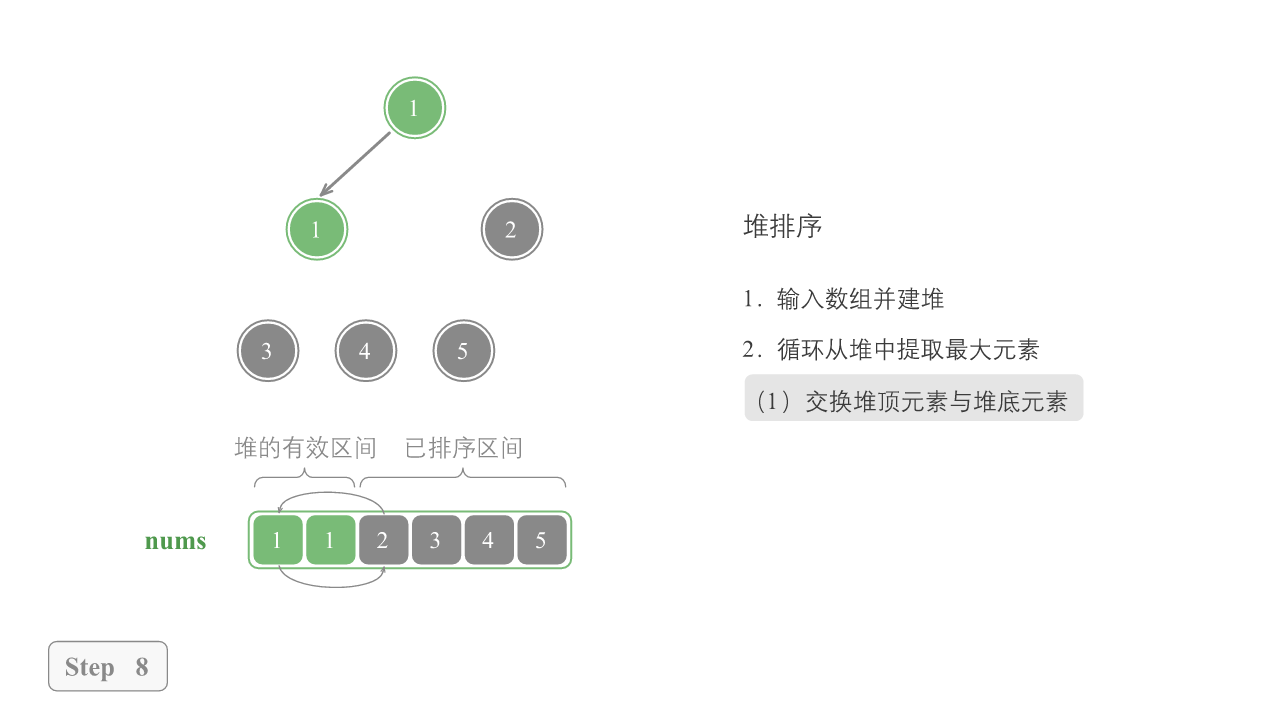 1
1 2
3 4 5
堆的有效区间 已排序区间
nums 1 1 2 3 4 5
Step 8
堆排序
1. 输入数组并建堆
2. 循环从堆中提取最大元素
（1）交换堆顶元素与堆底元素